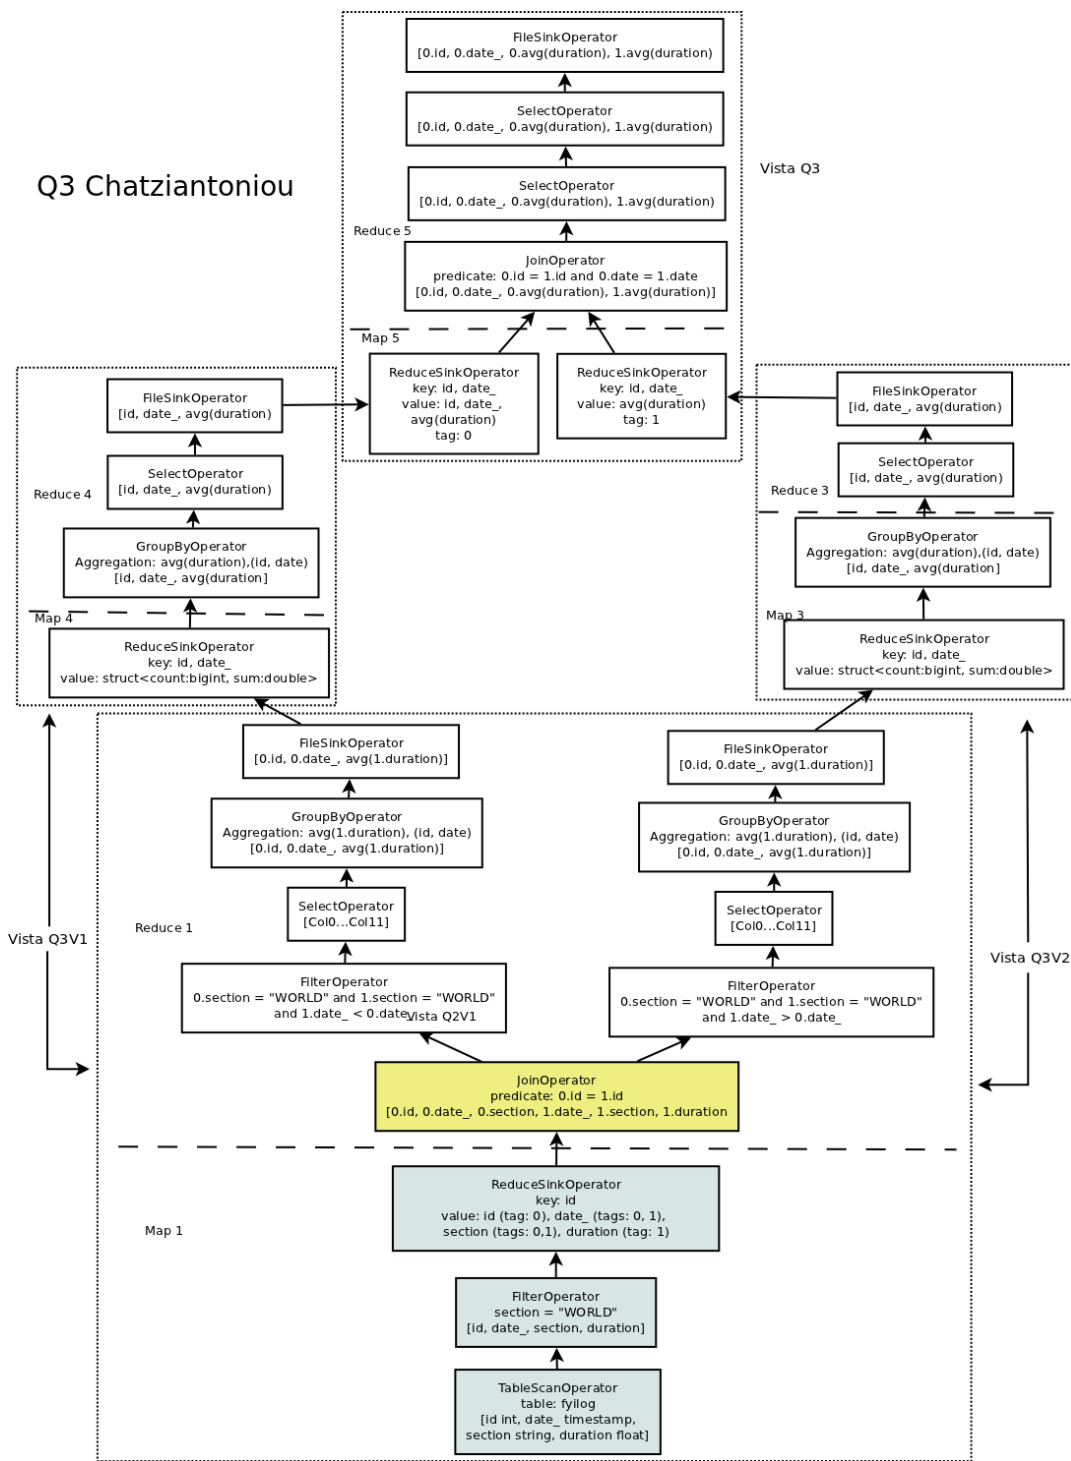 FileSinkOperator
[0.id, 0.date_, 0.avg(duration), 1.avg(duration)
SelectOperator
[0.id, 0.date_, 0.avg(duration), 1.avg(duration)
Vista Q3
Q3 Chatziantoniou
SelectOperator
[0.id, 0.date_, 0.avg(duration), 1.avg(duration)
Reduce 5
JoinOperator
predicate: 0.id = 1.id and 0.date = 1.date
[0.id, 0.date_, 0.avg(duration), 1.avg(duration)]
Map 5
ReduceSinkOperator
key: id, date_
value: id, date_,
avg(duration)
tag: 0
ReduceSinkOperator
key: id, date_
value: avg(duration)
tag: 1
FileSinkOperator
[id, date_, avg(duration)
SelectOperator
[id, date_, avg(duration)
Reduce 4
GroupByOperator
Aggregation: avg(duration),(id, date)
[id, date_, avg(duration]
Map 4
ReduceSinkOperator
key: id, date_
value: struct<count:bigint, sum:double>
FileSinkOperator
[id, date_, avg(duration)
SelectOperator
[id, date_, avg(duration)
Reduce 3
GroupByOperator
Aggregation: avg(duration),(id, date)
[id, date_, avg(duration]
Map 3
ReduceSinkOperator
key: id, date_
value: struct<count:bigint, sum:double>
FileSinkOperator
[0.id, 0.date_, avg(1.duration)]
GroupByOperator
Aggregation: avg(1.duration), (id, date)
[0.id, 0.date_, avg(1.duration)]
SelectOperator
[Col0...Col11]
Reduce 1
Vista Q3V1
FilterOperator
0.section = "WORLD" and 1.section = "WORLD"
and 1.date_ < 0.date_
Vista Q2V1
FileSinkOperator
[0.id, 0.date_, avg(1.duration)]
GroupByOperator
Aggregation: avg(1.duration), (id, date)
[0.id, 0.date_, avg(1.duration)]
SelectOperator
[Col0...Col11]
Vista Q3V2
FilterOperator
0.section = "WORLD" and 1.section = "WORLD"
and 1.date_ > 0.date_
JoinOperator
predicate: 0.id = 1.id
[0.id, 0.date_, 0.section, 1.date_, 1.section, 1.duration
Map 1
ReduceSinkOperator
key: id
value: id (tag: 0), date_ (tags: 0, 1),
section (tags: 0,1), duration (tag: 1)
FilterOperator
section = "WORLD"
[id, date_, section, duration]
TableScanOperator
table: fyilog
[id int, date_ timestamp,
section string, duration float]